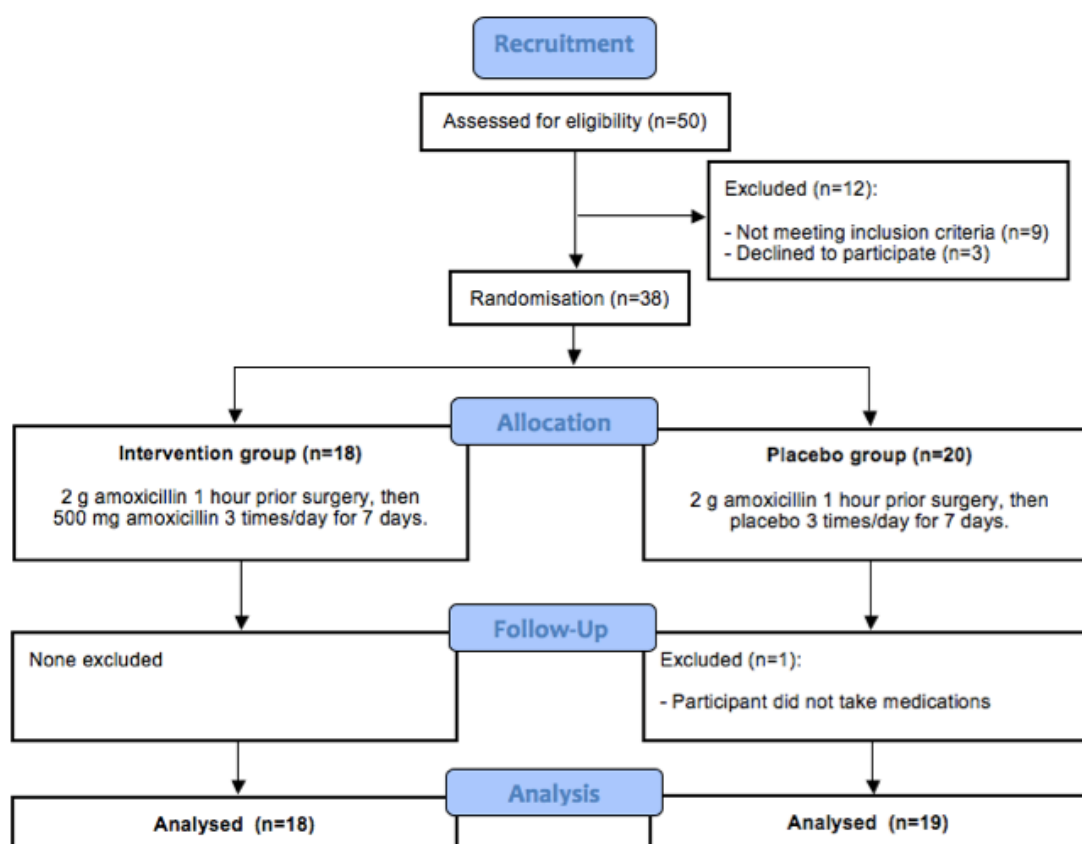 Recruitment
Assessed for eligibility (n=50)
Excluded (n=12):
- Not meeting inclusion criteria (n=9)
- Declined to participate (n=3)
Randomisation (n=38)
Allocation
Intervention group (n=18)
2 g amoxicillin 1 hour prior surgery, then
500 mg amoxicillin 3 times/day for 7 days.
Placebo group (n=20)
2 g amoxicillin 1 hour prior surgery, then
placebo 3 times/day for 7 days.
Follow-Up
None excluded
Excluded (n=1):
- Participant did not take medications
Analysis
Analysed (n=18)
Analysed (n=19)